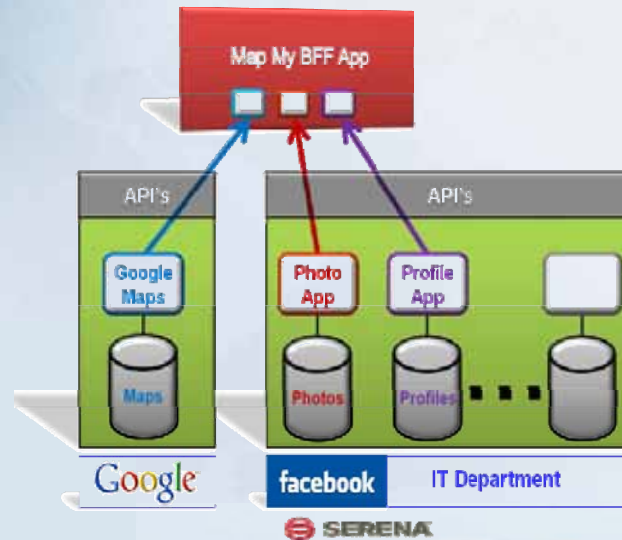 Map My BFF App
API's
API's
Google
Maps
Photo
App
Profile
App
Maps
Photos
Profiles
Google
facebook
IT Department
SERENA